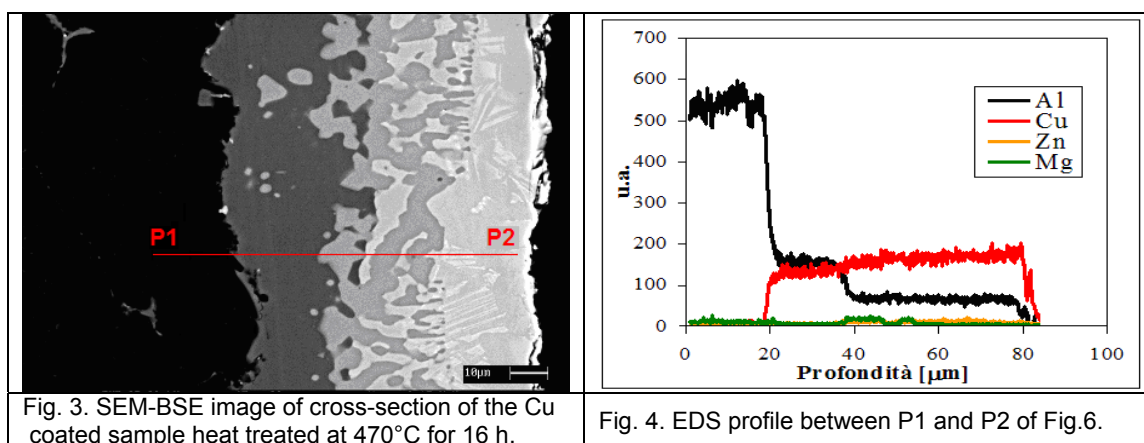 P1
P2
10µm
Fig. 3. SEM-BSE image of cross-section of the Cu
coated sample heat treated at 470°C for 16 h.
700
600
500
400
300
200
100
0
u.a.
Al
Cu
Zn
Mg
0 20 40 60 80 100
Profondità [µm]
Fig. 4. EDS profile between P1 and P2 of Fig.6.